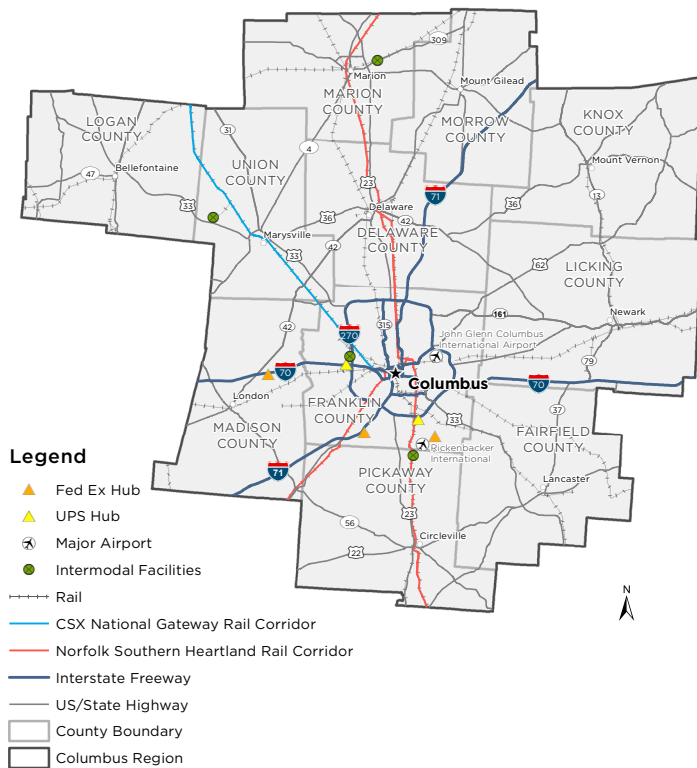 309
Marion
MARION
COUNTY
Mount Gilead
MORROW
COUNTY
KNOX
COUNTY
LOGAN
COUNTY
31
4
UNION
COUNTY
Bellefontaine
47
Mount Vernon
23
71
13
33
36
Delaware
42
36
Marysville
DELAWARE
COUNTY
33
42
62
LICKING
COUNTY
161
Newark
42
270
315
John Glenn Columbus
International Airport
79
70
Columbus
70
London
FRANKLIN
COUNTY
37
33
MADISON
COUNTY
FAIRFIELD
COUNTY
Rickenbacker
International
71
PICKAWAY
COUNTY
Lancaster
23
56
Circleville
22
23
N
Legend
Fed Ex Hub
UPS Hub
Major Airport
Intermodal Facilities
Rail
CSX National Gateway Rail Corridor
Norfolk Southern Heartland Rail Corridor
Interstate Freeway
US/State Highway
County Boundary
Columbus Region